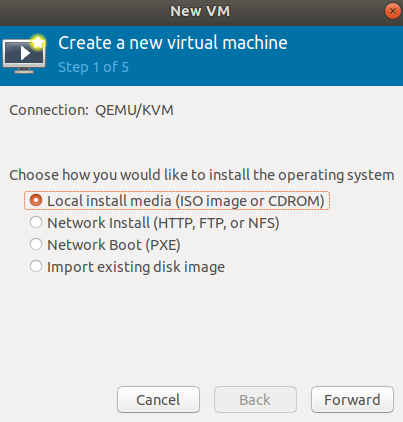 New VM
Create a new virtual machine
Step 1 of 5
Connection: QEMU/KVM
Choose how you would like to install the operating system
Local install media (ISO image or CDROM)
Network Install (HTTP, FTP, or NFS)
Network Boot (PXE)
Import existing disk image
Cancel Back Forward